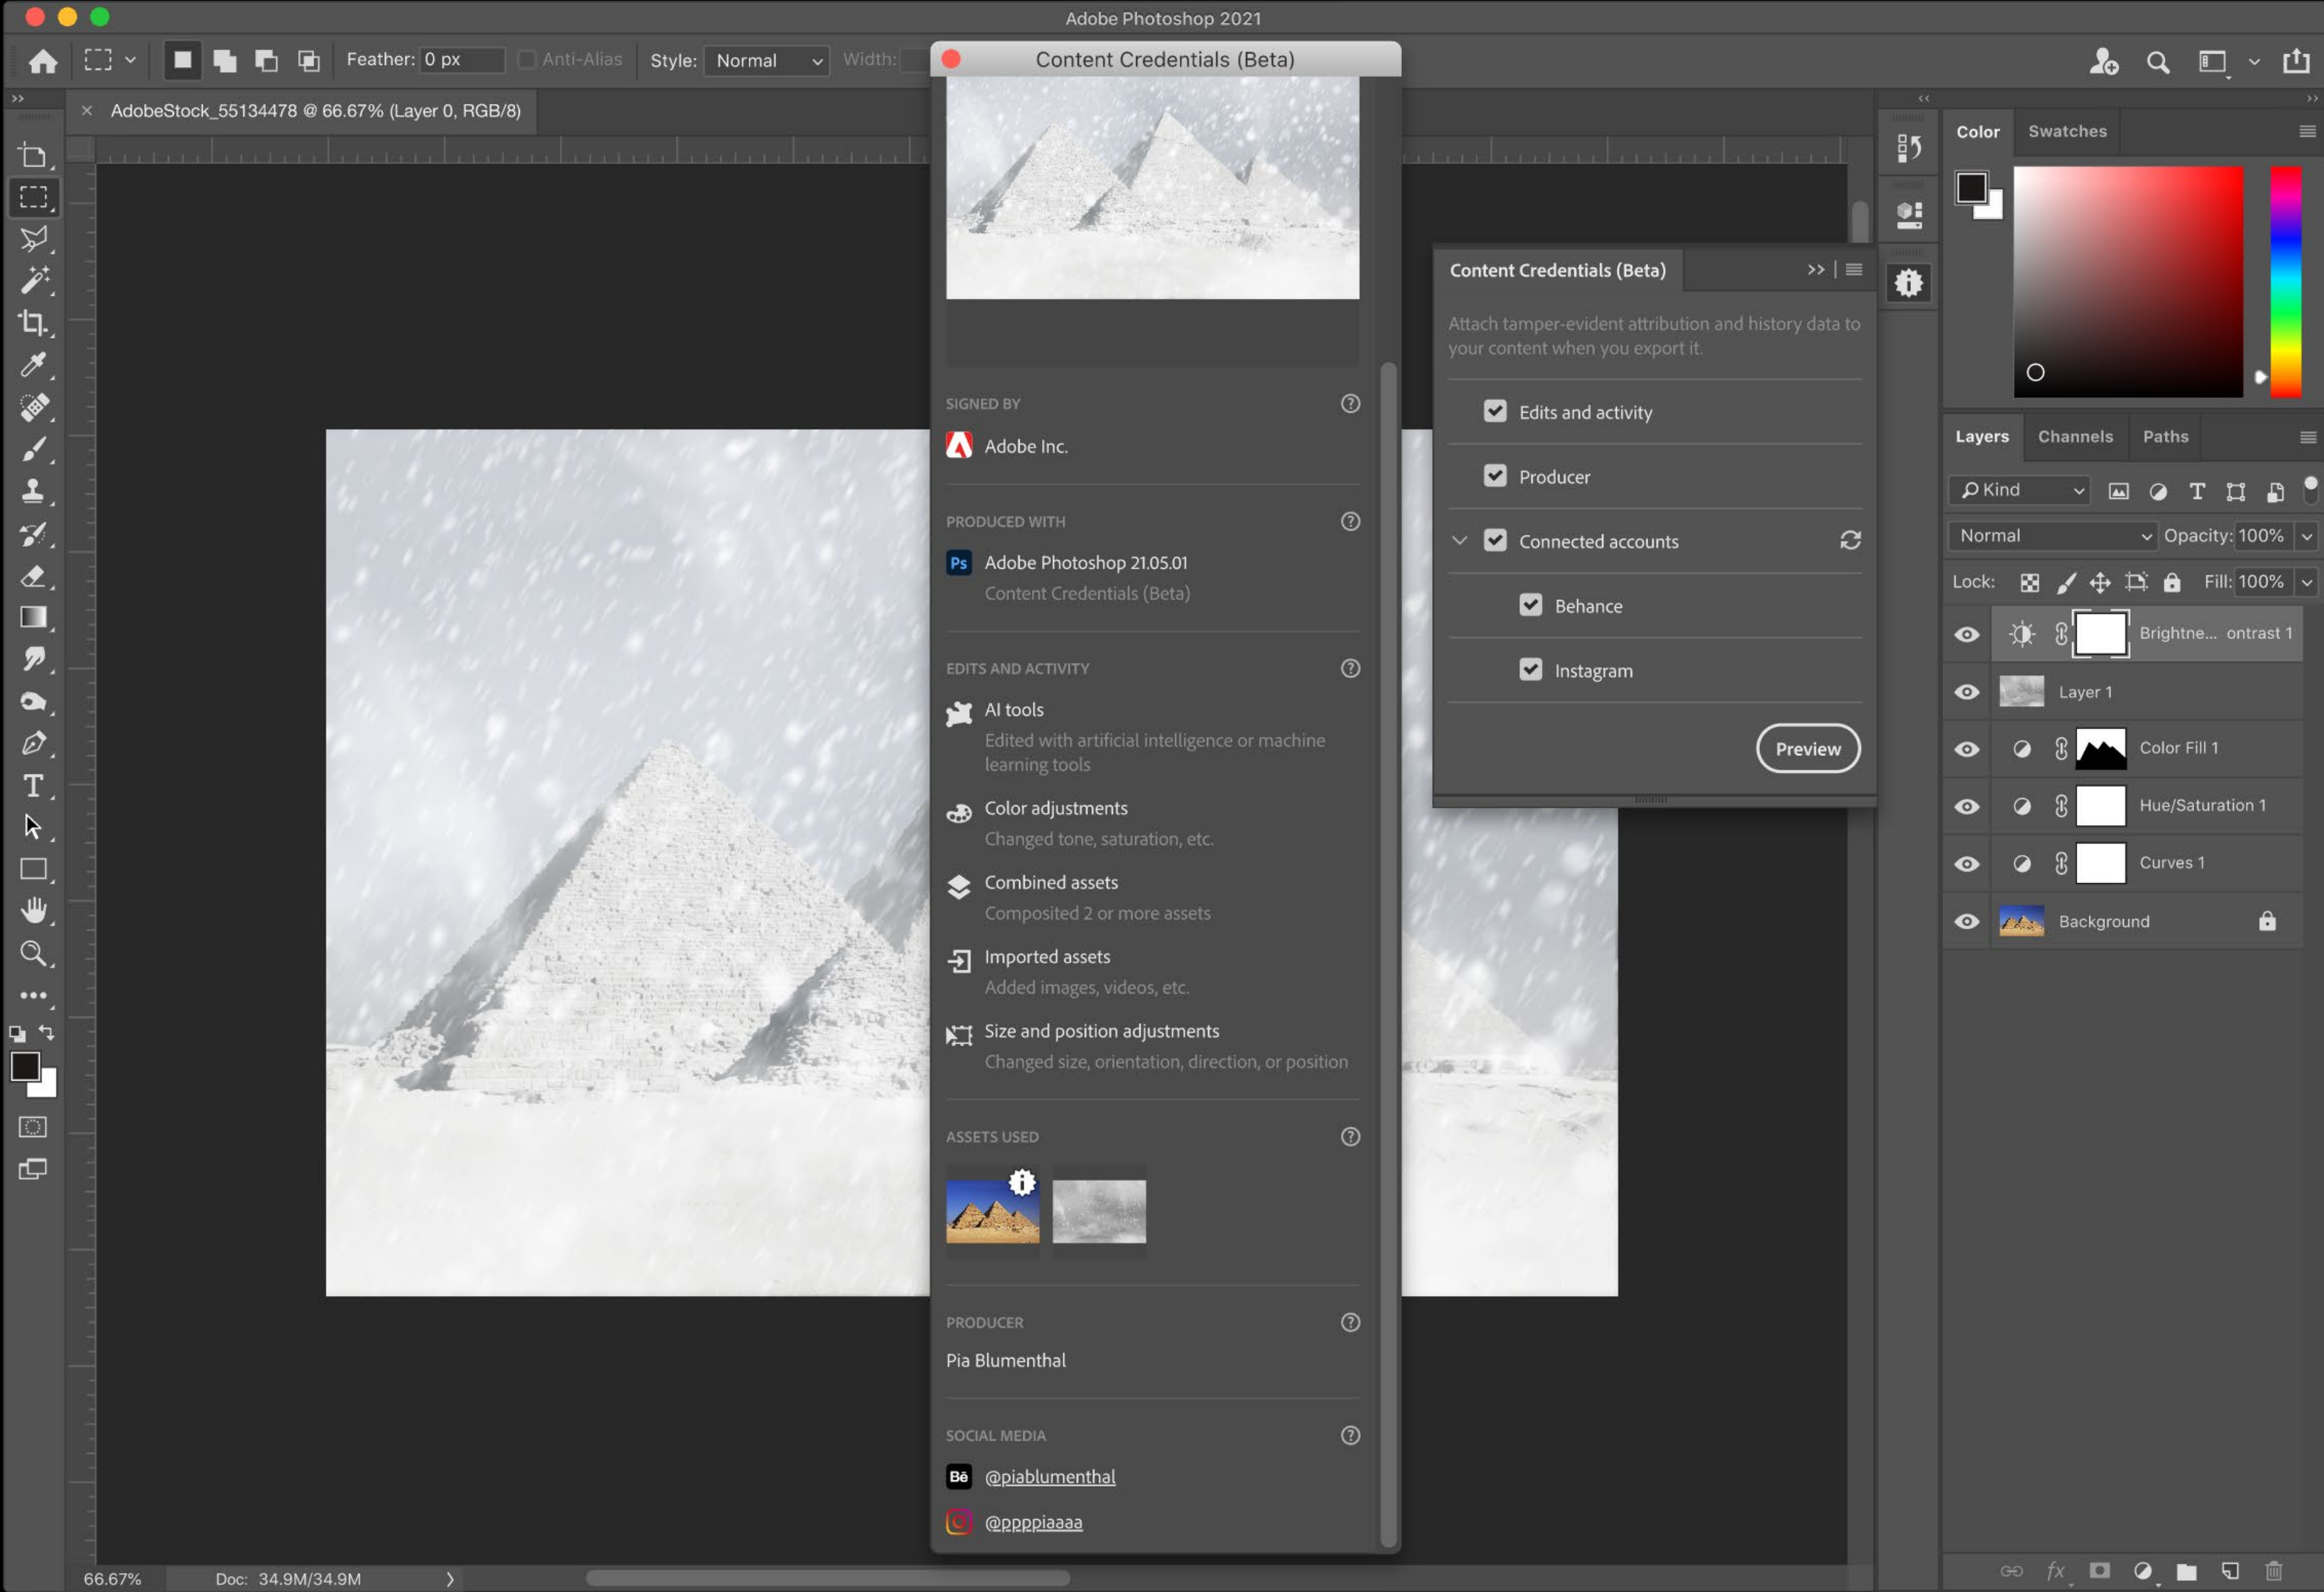 Adobe Photoshop 2021
Feather: 0 px
Anti-Alias
Style: Normal
Width:
AdobeStock_55134478 @ 66.67% (Layer 0, RGB/8)
Content Credentials (Beta)
SIGNED BY
Adobe Inc.
PRODUCED WITH
Ps
Adobe Photoshop 21.05.01
Content Credentials (Beta)
EDITS AND ACTIVITY
AI tools
Edited with artificial intelligence or machine
learning tools
Color adjustments
Changed tone, saturation, etc.
Combined assets
Composited 2 or more assets
Imported assets
Added images, videos, etc.
Size and position adjustments
Changed size, orientation, direction, or position
ASSETS USED
PRODUCER
Pia Blumenthal
SOCIAL MEDIA
Bē @piablumenthal
@ppppiaaaa
Content Credentials (Beta)
Attach tamper-evident attribution and history data to
your content when you export it.
Edits and activity
Producer
Connected accounts
Behance
Instagram
Preview
Color
Swatches
Layers
Channels
Paths
Kind
Normal
Opacity: 100%
Lock:
Fill: 100%
Brightne... ontrast 1
Layer 1
Color Fill 1
Hue/Saturation 1
Curves 1
Background
fx
66.67%
Doc: 34.9M/34.9M